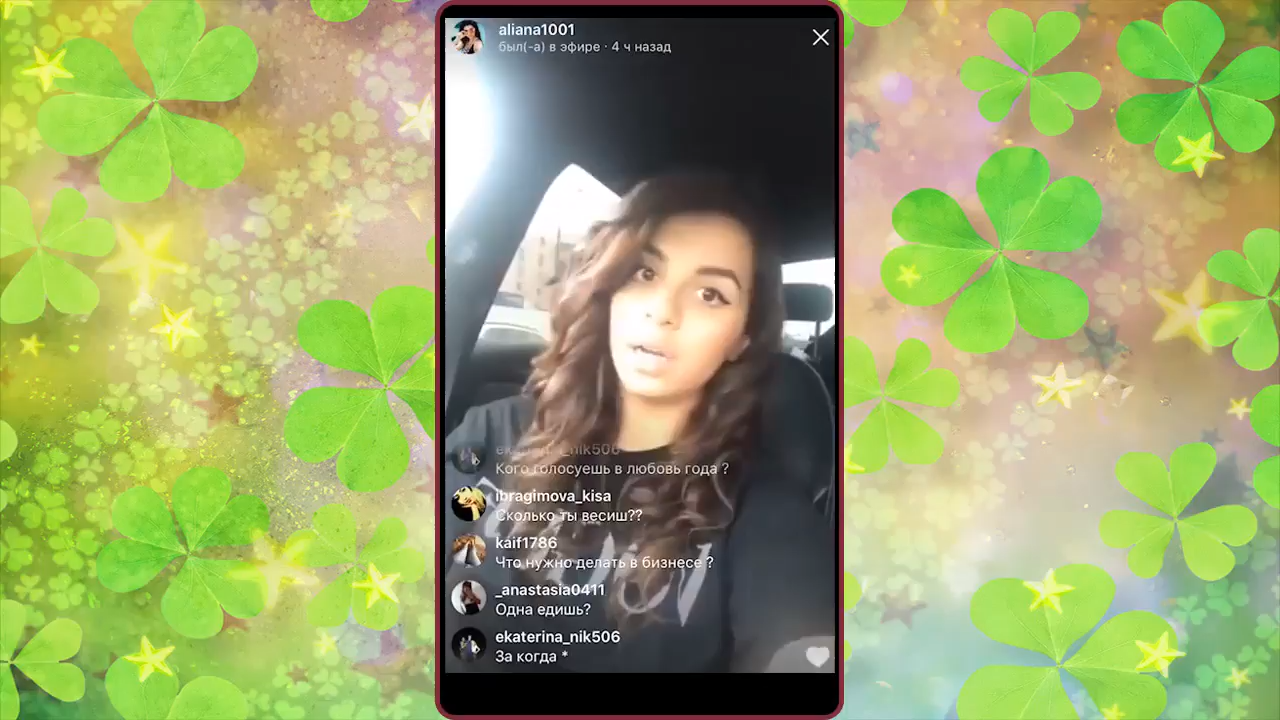 aliana1001
был(-а) в эфире · 4 ч назад
_nik506
Кого голосуешь в любовь года ?
ibragimova_kisa
Сколько ты весиш??
kaif1786
Что нужно делать в бизнесе ?
_anastasia0411
Одна едишь?
ekaterina_nik506
За когда *